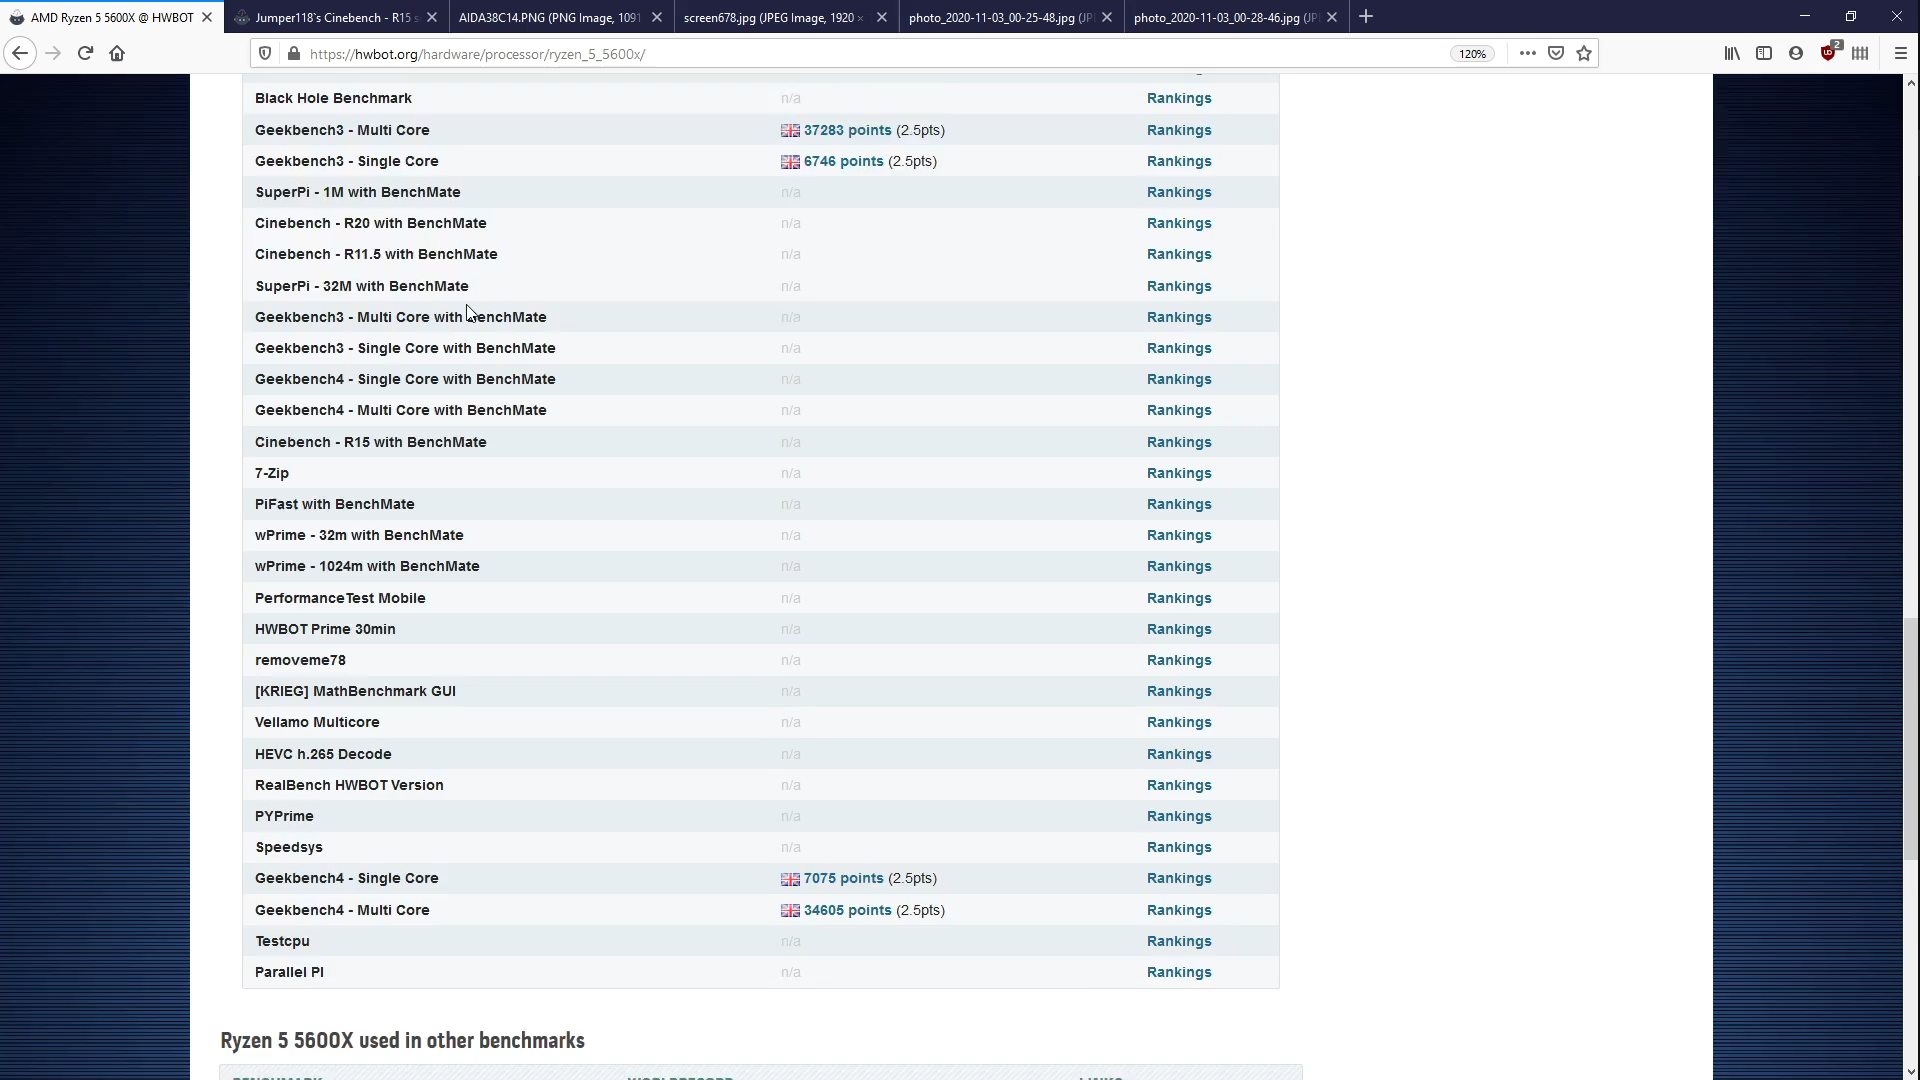 AMD Ryzen 5 5600X @ HWBOT
Jumper118`s Cinebench - R15 s
AIDA38C14.PNG (PNG Image, 1091
screen678.jpg (JPEG Image, 1920 ×
photo_2020-11-03_00-25-48.jpg (JP
photo_2020-11-03_00-28-46.jpg (JP
https://hwbot.org/hardware/processor/ryzen_5_5600x/
120%
2
Black Hole Benchmark n/a Rankings
Geekbench3 - Multi Core 37283 points (2.5pts) Rankings
Geekbench3 - Single Core 6746 points (2.5pts) Rankings
SuperPi - 1M with BenchMate n/a Rankings
Cinebench - R20 with BenchMate n/a Rankings
Cinebench - R11.5 with BenchMate n/a Rankings
SuperPi - 32M with BenchMate n/a Rankings
Geekbench3 - Multi Core with BenchMate n/a Rankings
Geekbench3 - Single Core with BenchMate n/a Rankings
Geekbench4 - Single Core with BenchMate n/a Rankings
Geekbench4 - Multi Core with BenchMate n/a Rankings
Cinebench - R15 with BenchMate n/a Rankings
7-Zip n/a Rankings
PiFast with BenchMate n/a Rankings
wPrime - 32m with BenchMate n/a Rankings
wPrime - 1024m with BenchMate n/a Rankings
PerformanceTest Mobile n/a Rankings
HWBOT Prime 30min n/a Rankings
removeme78 n/a Rankings
[KRIEG] MathBenchmark GUI n/a Rankings
Vellamo Multicore n/a Rankings
HEVC h.265 Decode n/a Rankings
RealBench HWBOT Version n/a Rankings
PYPrime n/a Rankings
Speedsys n/a Rankings
Geekbench4 - Single Core 7075 points (2.5pts) Rankings
Geekbench4 - Multi Core 34605 points (2.5pts) Rankings
Testcpu n/a Rankings
Parallel PI n/a Rankings
Ryzen 5 5600X used in other benchmarks